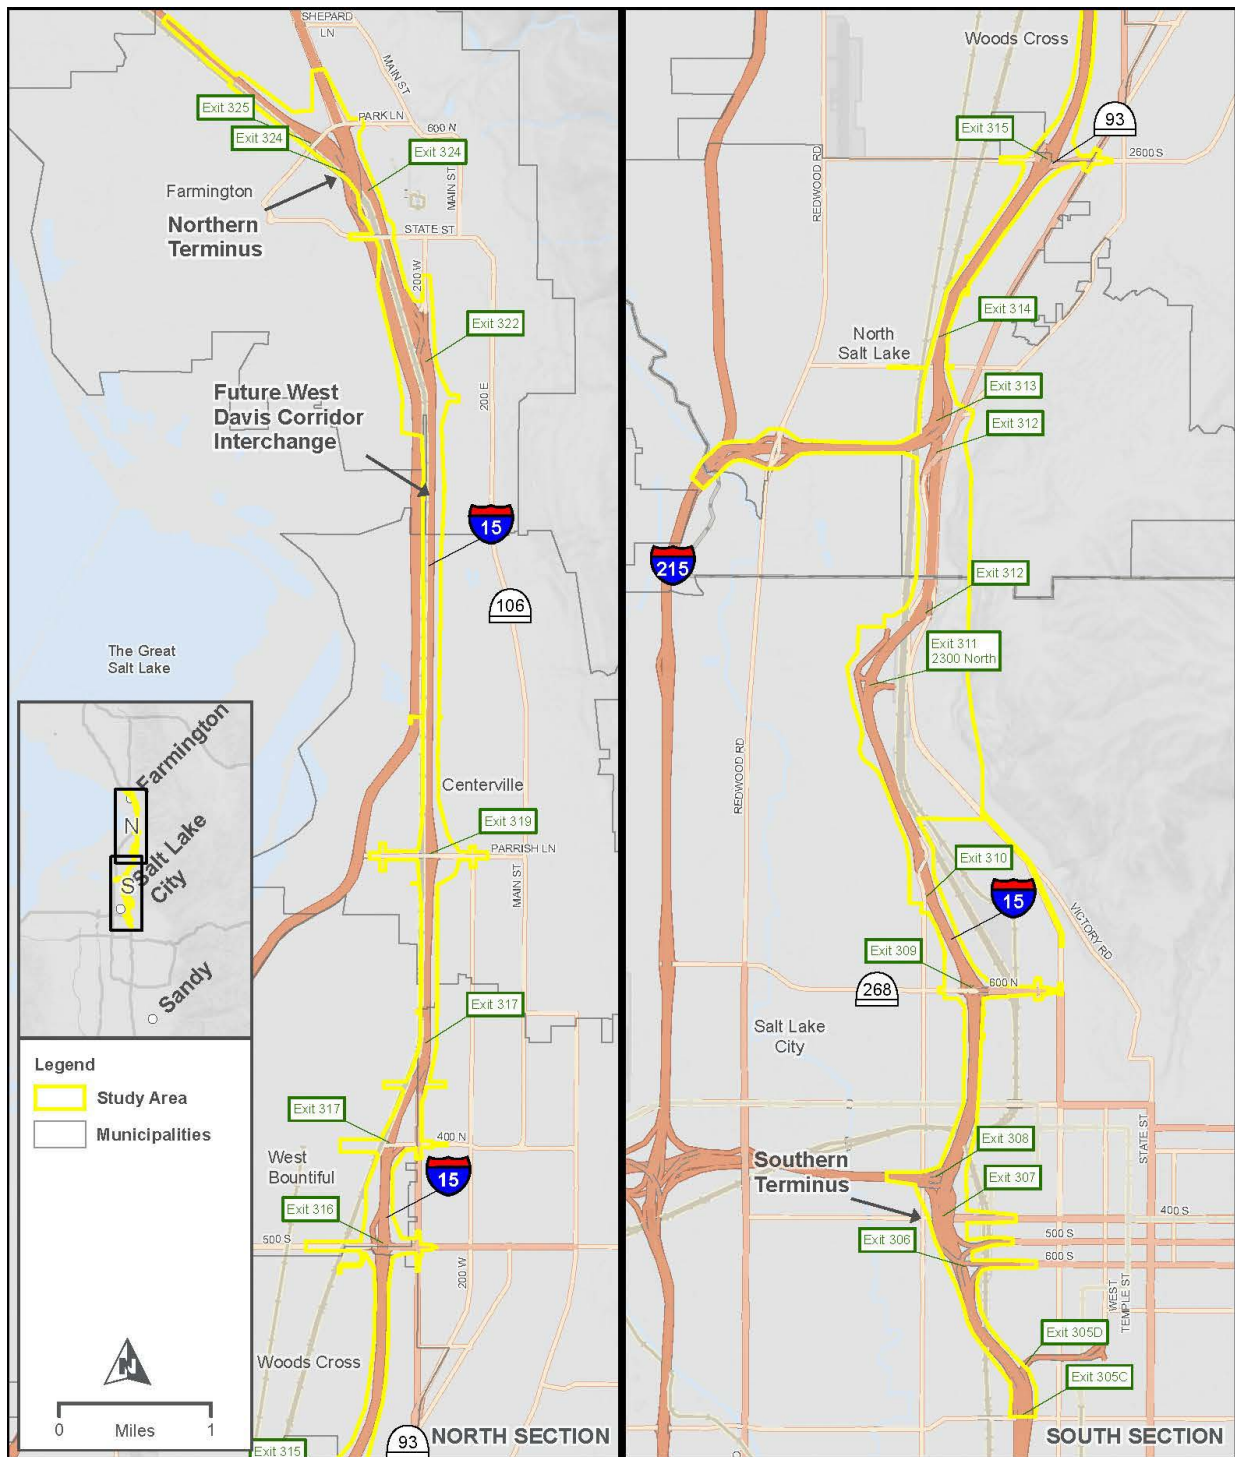 SHEPARD
LN
MAIN ST
Exit 325
PARK LN
600 N
Exit 324
Exit 324
MAIN ST
Farmington
Northern
Terminus
STATE ST
200 W
Exit 322
Future West
Davis Corridor
Interchange
200 E
15
106
The Great
Salt Lake
Centerville
Exit 319
PARRISH LN
MAIN ST
Exit 317
Exit 317
400 N
West
Bountiful
15
Exit 316
500 S
200 W
Woods Cross
Exit 315
93
NORTH SECTION
Farmington
N
Salt Lake
City
S
Sandy
Legend
Study Area
Municipalities
N
0
Miles
1
Woods Cross
93
Exit 315
2600 S
REDWOOD RD
Exit 314
North
Salt Lake
Exit 313
Exit 312
215
Exit 312
Exit 311
2300 North
REDWOOD RD
Exit 310
15
VICTORY RD
Exit 309
600 N
268
Salt Lake
City
Exit 308
STATE ST
Southern
Terminus
Exit 307
400 S
Exit 306
500 S
600 S
WEST
TEMPLE ST
Exit 305D
Exit 305C
SOUTH SECTION